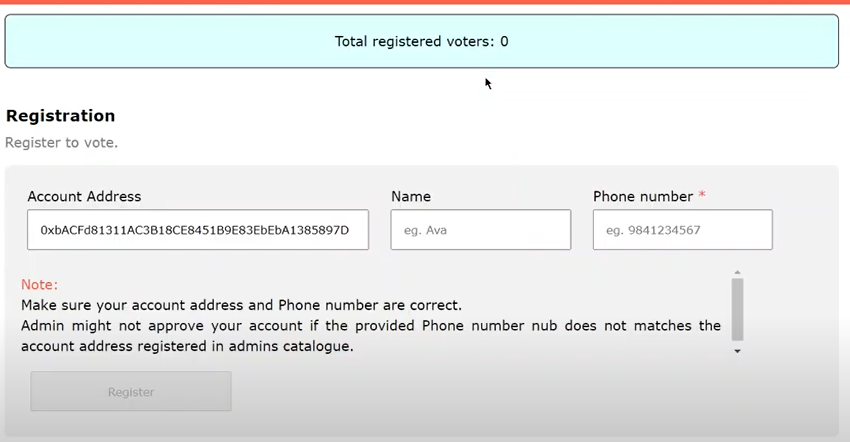 Total registered voters: 0
Registration
Register to vote.
Account Address
Name
Phone number *
0xbACFd81311AC3B18CE8451B9E83EbEbA1385897D
eg. Ava
eg. 9841234567
Note:
Make sure your account address and Phone number are correct.
Admin might not approve your account if the provided Phone number nub does not matches the
account address registered in admins catalogue.
Register